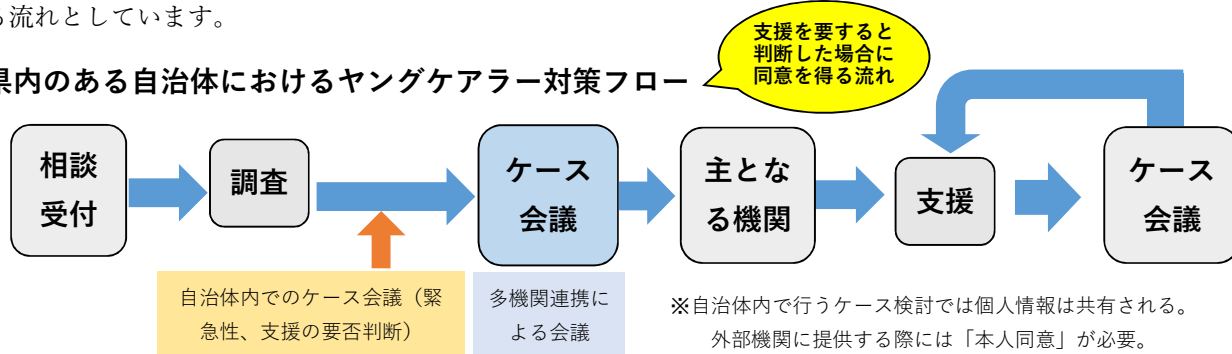 る流れとしています。
支援を要すると
判断した場合に
同意を得る流れ
県内のある自治体におけるヤングケアラー対策フロー
相談
受付
調査
ケース
会議
主とな
る機関
支援
ケース
会議
自治体内でのケース会議（緊
急性、支援の要否判断）
多機関連携に
よる会議
※自治体内で行うケース検討では個人情報は共有される。
外部機関に提供する際には「本人同意」が必要。